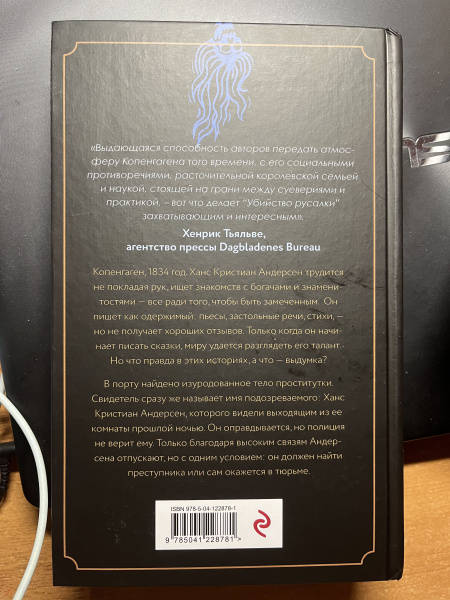 «Выдающаяся способность авторов передать атмос-
феру Копенгагена того времени, с его социальными
противоречиями, расточительной королевской семьей
и наукой, стоящей на грани между суевериями и
практикой, – вот что делает “Убийство русалки”
захватывающим и интересным».
Хенрик Тьяльве,
агентство прессы Dagbladenes Bureau
Копенгаген, 1834 год. Ханс Кристиан Андерсен трудится
не покладая рук, ищет знакомств с богачами и знамени-
тостями — все ради того, чтобы быть замеченным. Он
пишет как одержимый: пьесы, застольные речи, стихи, —
но не получает хороших отзывов. Только когда он начи-
нает писать сказки, миру удается разглядеть его талант.
Но что правда в этих историях, а что — выдумка?
В порту найдено изуродованное тело проститутки.
Свидетель сразу же называет имя подозреваемого: Ханс
Кристиан Андерсен, которого видели выходящим из ее
комнаты прошлой ночью. Он оправдывается, но полиция
не верит ему. Только благодаря высоким связям Андер-
сена отпускают, но с одним условием: он должен найти
преступника или сам окажется в тюрьме.
ISBN 978-5-04-122878-1
9 785041 228781 >